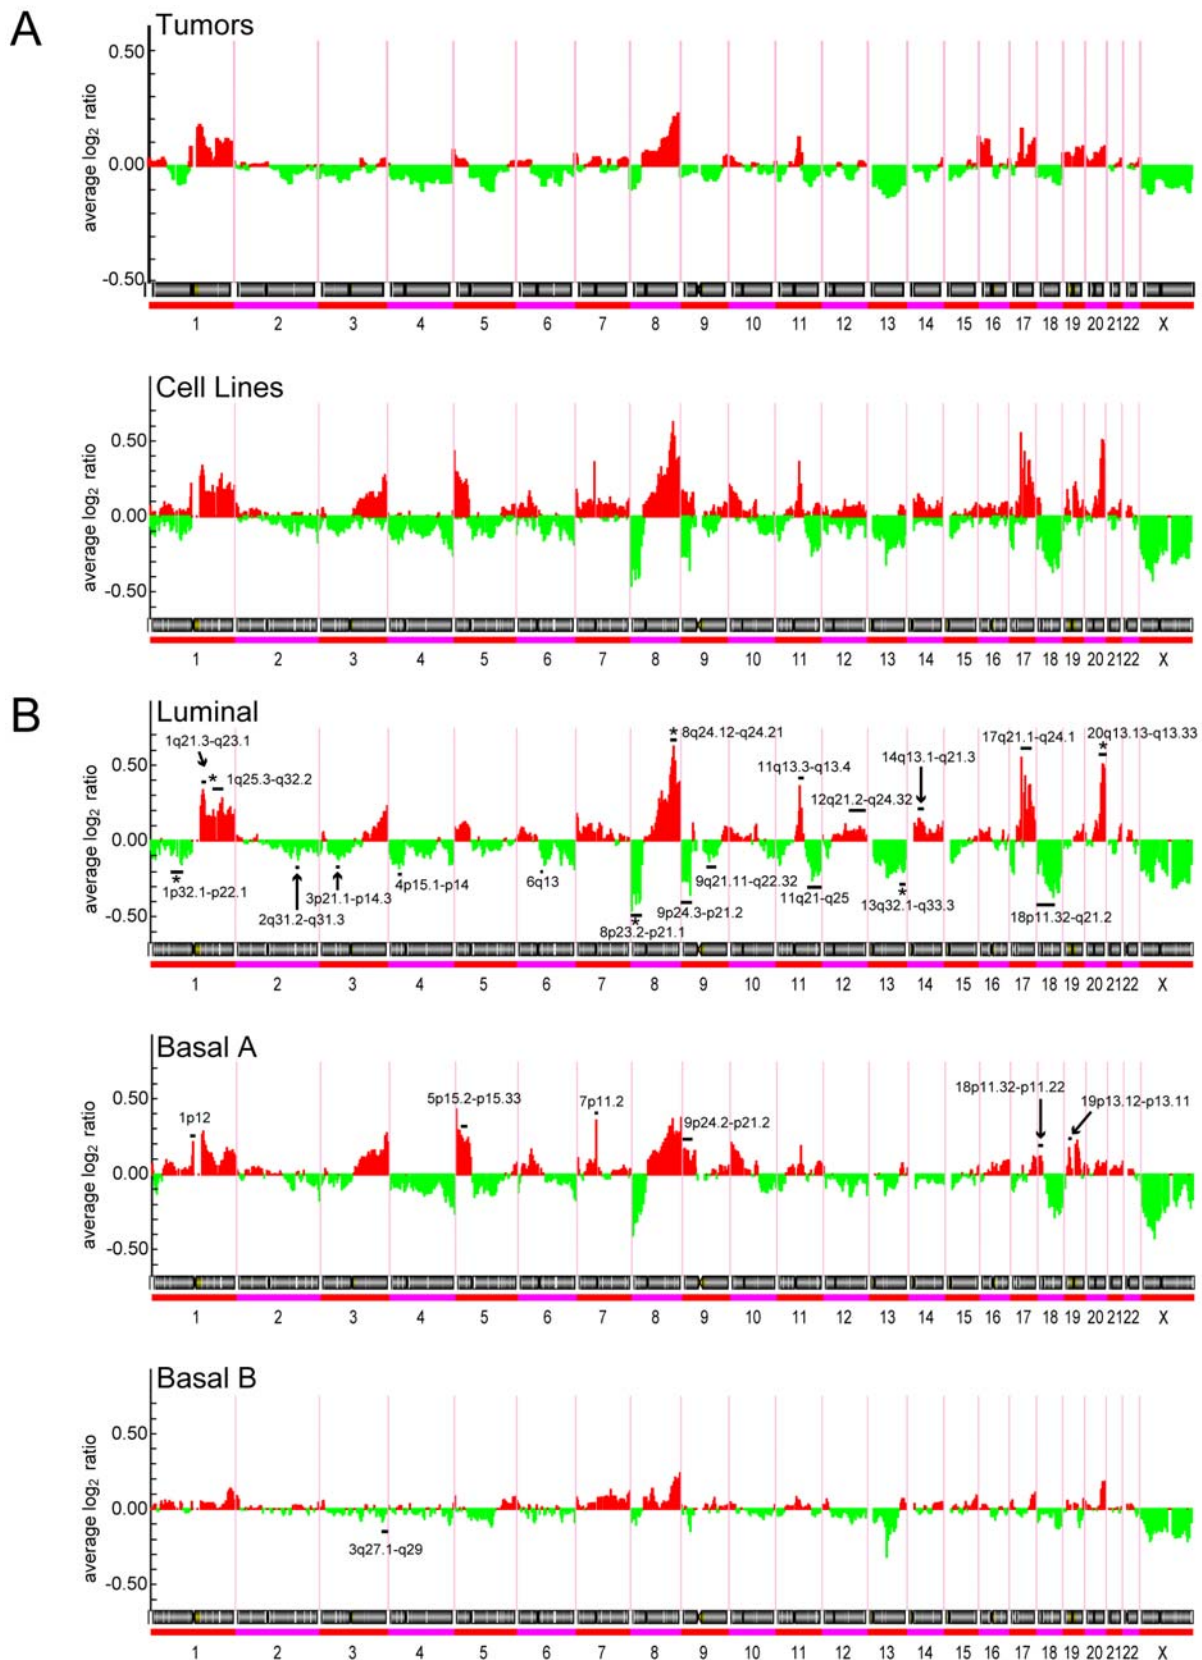 A
Tumors
average log2 ratio
0.50
0.00
-0.50
1 2 3 4 5 6 7 8 9 10 11 12 13 14 15 16 17 18 19 20 21 22 X
Cell Lines
average log2 ratio
0.50
0.00
-0.50
1 2 3 4 5 6 7 8 9 10 11 12 13 14 15 16 17 18 19 20 21 22 X
B
Luminal
average log2 ratio
0.50
0.00
-0.50
1q21.3-q23.1
* 1q25.3-q32.2
* 8q24.12-q24.21
11q13.3-q13.4
12q21.2-q24.32
14q13.1-q21.3
17q21.1-q24.1
20q13.13-q13.33
*
*
1p32.1-p22.1
2q31.2-q31.3
3p21.1-p14.3
4p15.1-p14
6q13
*
8p23.2-p21.1
9p24.3-p21.2
9q21.11-q22.32
11q21-q25
13q32.1-q33.3
*
18p11.32-q21.2
1 2 3 4 5 6 7 8 9 10 11 12 13 14 15 16 17 18 19 20 21 22 X
Basal A
average log2 ratio
0.50
0.00
-0.50
1p12
5p15.2-p15.33
7p11.2
9p24.2-p21.2
18p11.32-p11.22
19p13.12-p13.11
1 2 3 4 5 6 7 8 9 10 11 12 13 14 15 16 17 18 19 20 21 22 X
Basal B
average log2 ratio
0.50
0.00
-0.50
3q27.1-q29
1 2 3 4 5 6 7 8 9 10 11 12 13 14 15 16 17 18 19 20 21 22 X